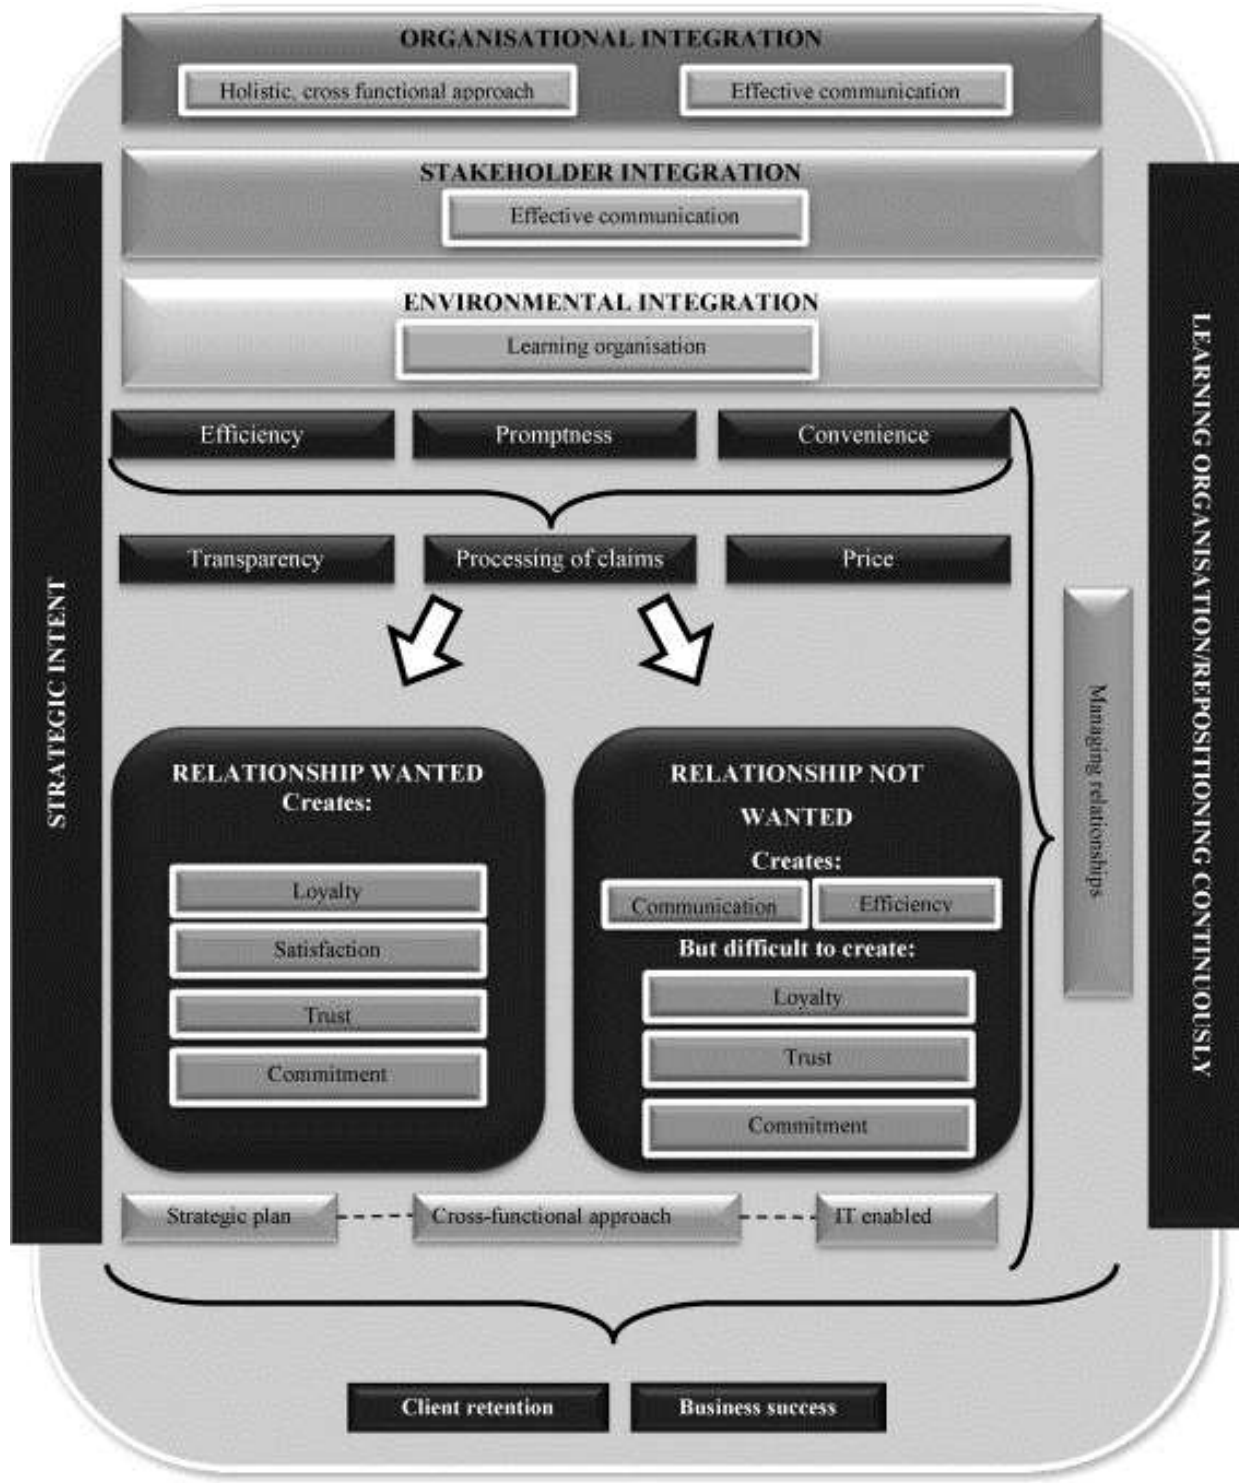 ORGANISATIONAL INTEGRATION
Holistic, cross functional approach
Effective communication
STAKEHOLDER INTEGRATION
Effective communication
ENVIRONMENTAL INTEGRATION
Learning organisation
Efficiency
Promptness
Convenience
Transparency
Processing of claims
Price
STRATEGIC INTENT
LEARNING ORGANISATION/REPOSITIONING CONTINUOUSLY
Managing relationships
RELATIONSHIP WANTED
Creates:
Loyalty
Satisfaction
Trust
Commitment
RELATIONSHIP NOT
WANTED
Creates:
Communication
Efficiency
But difficult to create:
Loyalty
Trust
Commitment
Strategic plan
Cross-functional approach
IT enabled
Client retention
Business success